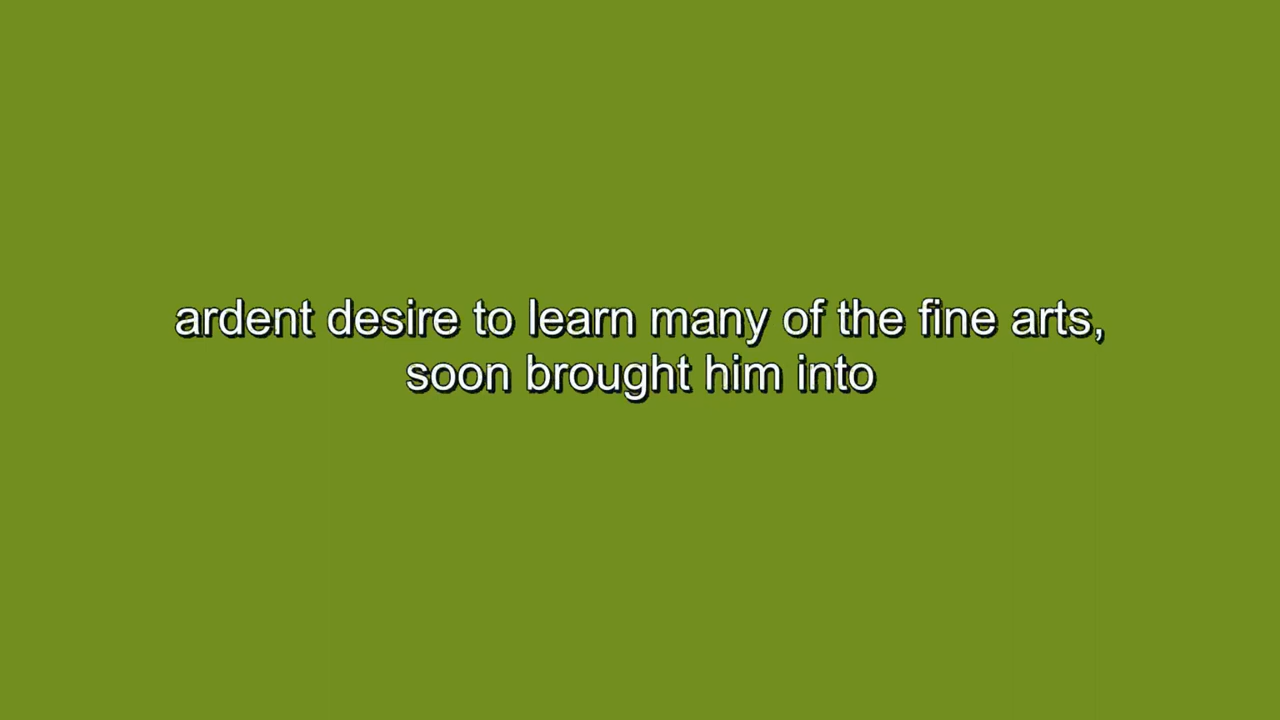 ardent desire to learn many of the fine arts,
soon brought him into